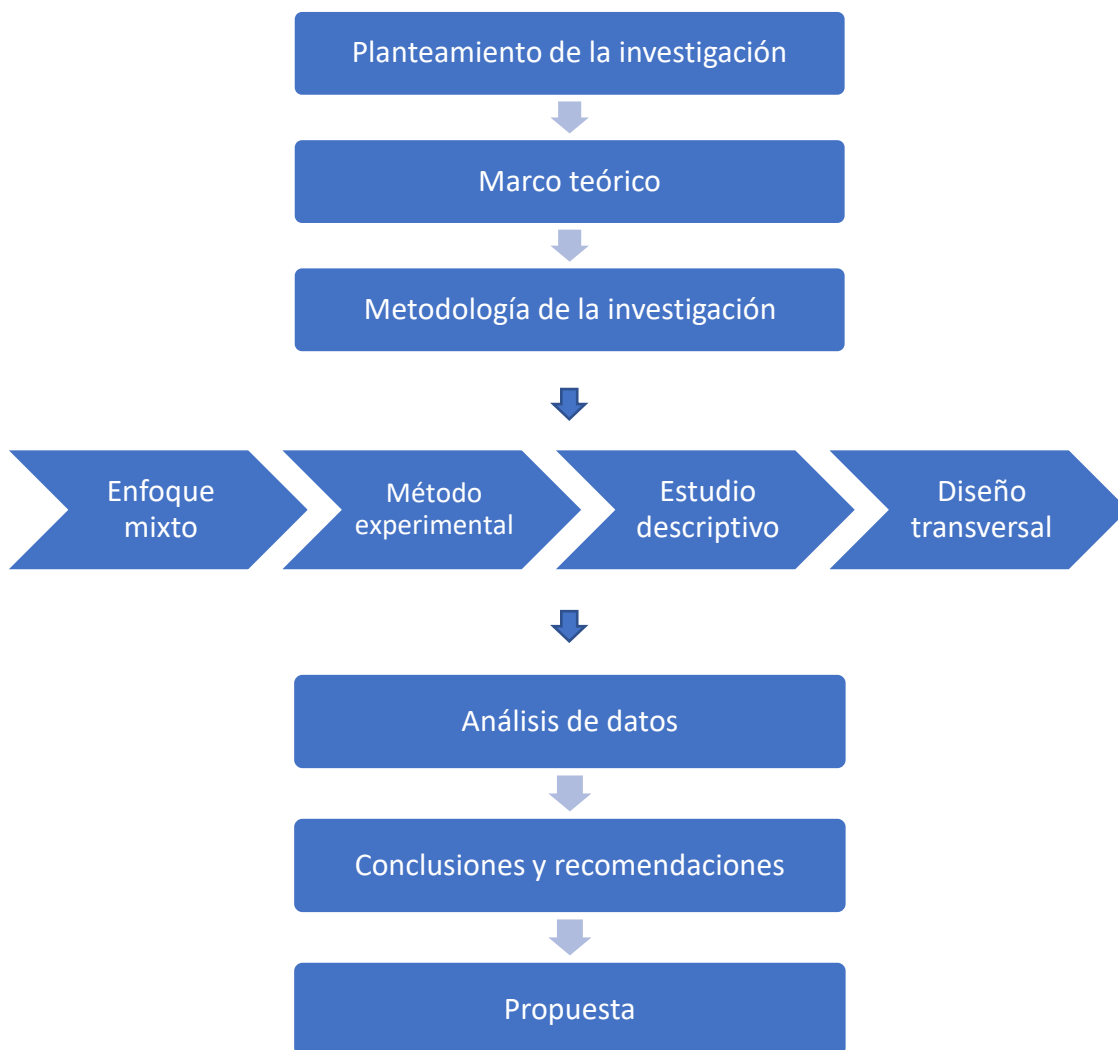 Planteamiento de la investigación
Marco teórico
Metodología de la investigación
Enfoque
mixto
Método
experimental
Estudio
descriptivo
Diseño
transversal
Análisis de datos
Conclusiones y recomendaciones
Propuesta